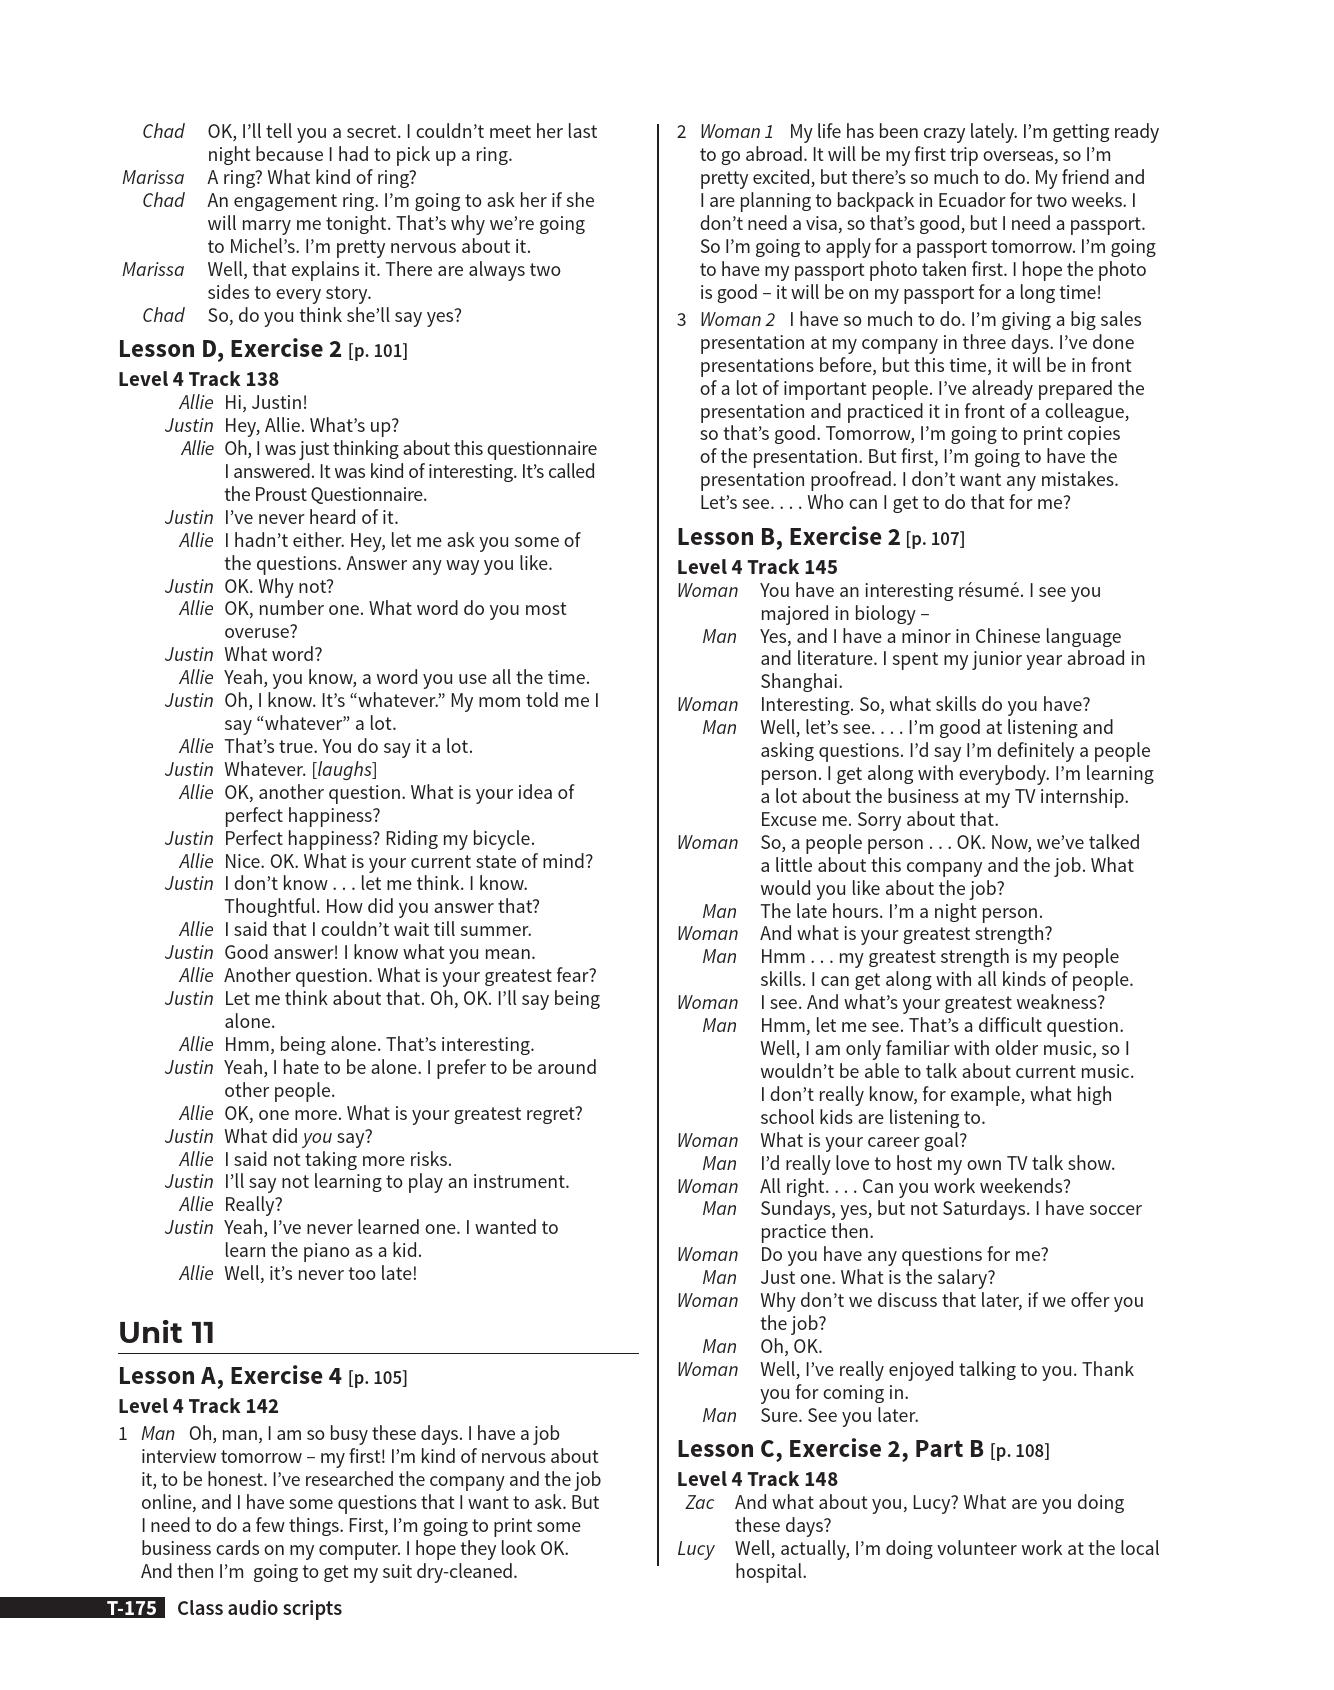 Chad OK, I’ll tell you a secret. I couldn’t meet her last
night because I had to pick up a ring.
Marissa A ring? What kind of ring?
Chad An engagement ring. I’m going to ask her if she
will marry me tonight. That’s why we’re going
to Michel’s. I’m pretty nervous about it.
Marissa Well, that explains it. There are always two
sides to every story.
Chad So, do you think she’ll say yes?
Lesson D, Exercise 2 [p. 101]
Level 4 Track 138
Allie Hi, Justin!
Justin Hey, Allie. What’s up?
Allie Oh, I was just thinking about this questionnaire
I answered. It was kind of interesting. It’s called
the Proust Questionnaire.
Justin I’ve never heard of it.
Allie I hadn’t either. Hey, let me ask you some of
the questions. Answer any way you like.
Justin OK. Why not?
Allie OK, number one. What word do you most
overuse?
Justin What word?
Allie Yeah, you know, a word you use all the time.
Justin Oh, I know. It’s “whatever.” My mom told me I
say “whatever” a lot.
Allie That’s true. You do say it a lot.
Justin Whatever. [laughs]
Allie OK, another question. What is your idea of
perfect happiness?
Justin Perfect happiness? Riding my bicycle.
Allie Nice. OK. What is your current state of mind?
Justin I don’t know . . . let me think. I know.
Thoughtful. How did you answer that?
Allie I said that I couldn’t wait till summer.
Justin Good answer! I know what you mean.
Allie Another question. What is your greatest fear?
Justin Let me think about that. Oh, OK. I’ll say being
alone.
Allie Hmm, being alone. That’s interesting.
Justin Yeah, I hate to be alone. I prefer to be around
other people.
Allie OK, one more. What is your greatest regret?
Justin What did you say?
Allie I said not taking more risks.
Justin I’ll say not learning to play an instrument.
Allie Really?
Justin Yeah, I’ve never learned one. I wanted to
learn the piano as a kid.
Allie Well, it’s never too late!
Unit 11
Lesson A, Exercise 4 [p. 105]
Level 4 Track 142
1 Man Oh, man, I am so busy these days. I have a job
interview tomorrow – my first! I’m kind of nervous about
it, to be honest. I’ve researched the company and the job
online, and I have some questions that I want to ask. But
I need to do a few things. First, I’m going to print some
business cards on my computer. I hope they look OK.
And then I’m going to get my suit dry-cleaned.
2 Woman 1 My life has been crazy lately. I’m getting ready
to go abroad. It will be my first trip overseas, so I’m
pretty excited, but there’s so much to do. My friend and
I are planning to backpack in Ecuador for two weeks. I
don’t need a visa, so that’s good, but I need a passport.
So I’m going to apply for a passport tomorrow. I’m going
to have my passport photo taken first. I hope the photo
is good – it will be on my passport for a long time!
3 Woman 2 I have so much to do. I’m giving a big sales
presentation at my company in three days. I’ve done
presentations before, but this time, it will be in front
of a lot of important people. I’ve already prepared the
presentation and practiced it in front of a colleague,
so that’s good. Tomorrow, I’m going to print copies
of the presentation. But first, I’m going to have the
presentation proofread. I don’t want any mistakes.
Let’s see. . . . Who can I get to do that for me?
Lesson B, Exercise 2 [p. 107]
Level 4 Track 145
Woman You have an interesting résumé. I see you
majored in biology –
Man Yes, and I have a minor in Chinese language
and literature. I spent my junior year abroad in
Shanghai.
Woman Interesting. So, what skills do you have?
Man Well, let’s see. . . . I’m good at listening and
asking questions. I’d say I’m definitely a people
person. I get along with everybody. I’m learning
a lot about the business at my TV internship.
Excuse me. Sorry about that.
Woman So, a people person . . . OK. Now, we’ve talked
a little about this company and the job. What
would you like about the job?
Man The late hours. I’m a night person.
Woman And what is your greatest strength?
Man Hmm . . . my greatest strength is my people
skills. I can get along with all kinds of people.
Woman I see. And what’s your greatest weakness?
Man Hmm, let me see. That’s a difficult question.
Well, I am only familiar with older music, so I
wouldn’t be able to talk about current music.
I don’t really know, for example, what high
school kids are listening to.
Woman What is your career goal?
Man I’d really love to host my own TV talk show.
Woman All right. . . . Can you work weekends?
Man Sundays, yes, but not Saturdays. I have soccer
practice then.
Woman Do you have any questions for me?
Man Just one. What is the salary?
Woman Why don’t we discuss that later, if we offer you
the job?
Man Oh, OK.
Woman Well, I’ve really enjoyed talking to you. Thank
you for coming in.
Man Sure. See you later.
Lesson C, Exercise 2, Part B [p. 108]
Level 4 Track 148
Zac And what about you, Lucy? What are you doing
these days?
Lucy Well, actually, I’m doing volunteer work at the local
hospital.
T-175 Class audio scripts